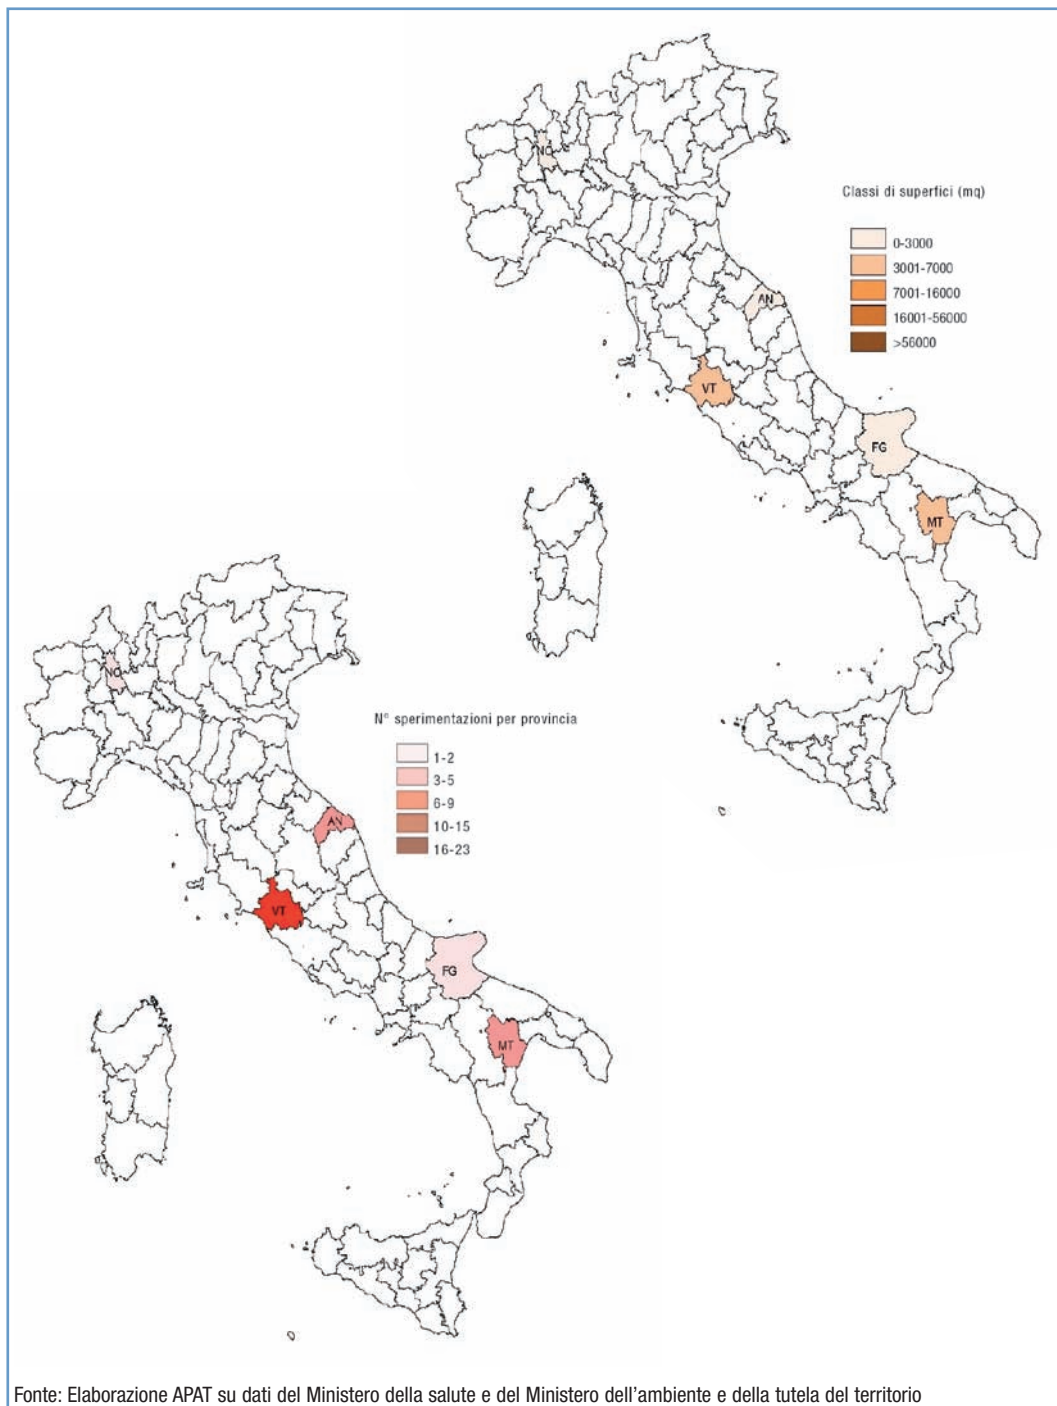 NO
AN
VT
FG
MT
Classi di superfici (mq)
0-3000
3001-7000
7001-16000
16001-56000
>56000
NO
AN
VT
FG
MT
N° sperimentazioni per provincia
1-2
3-5
6-9
10-15
16-23
Fonte: Elaborazione APAT su dati del Ministero della salute e del Ministero dell'ambiente e della tutela del territorio